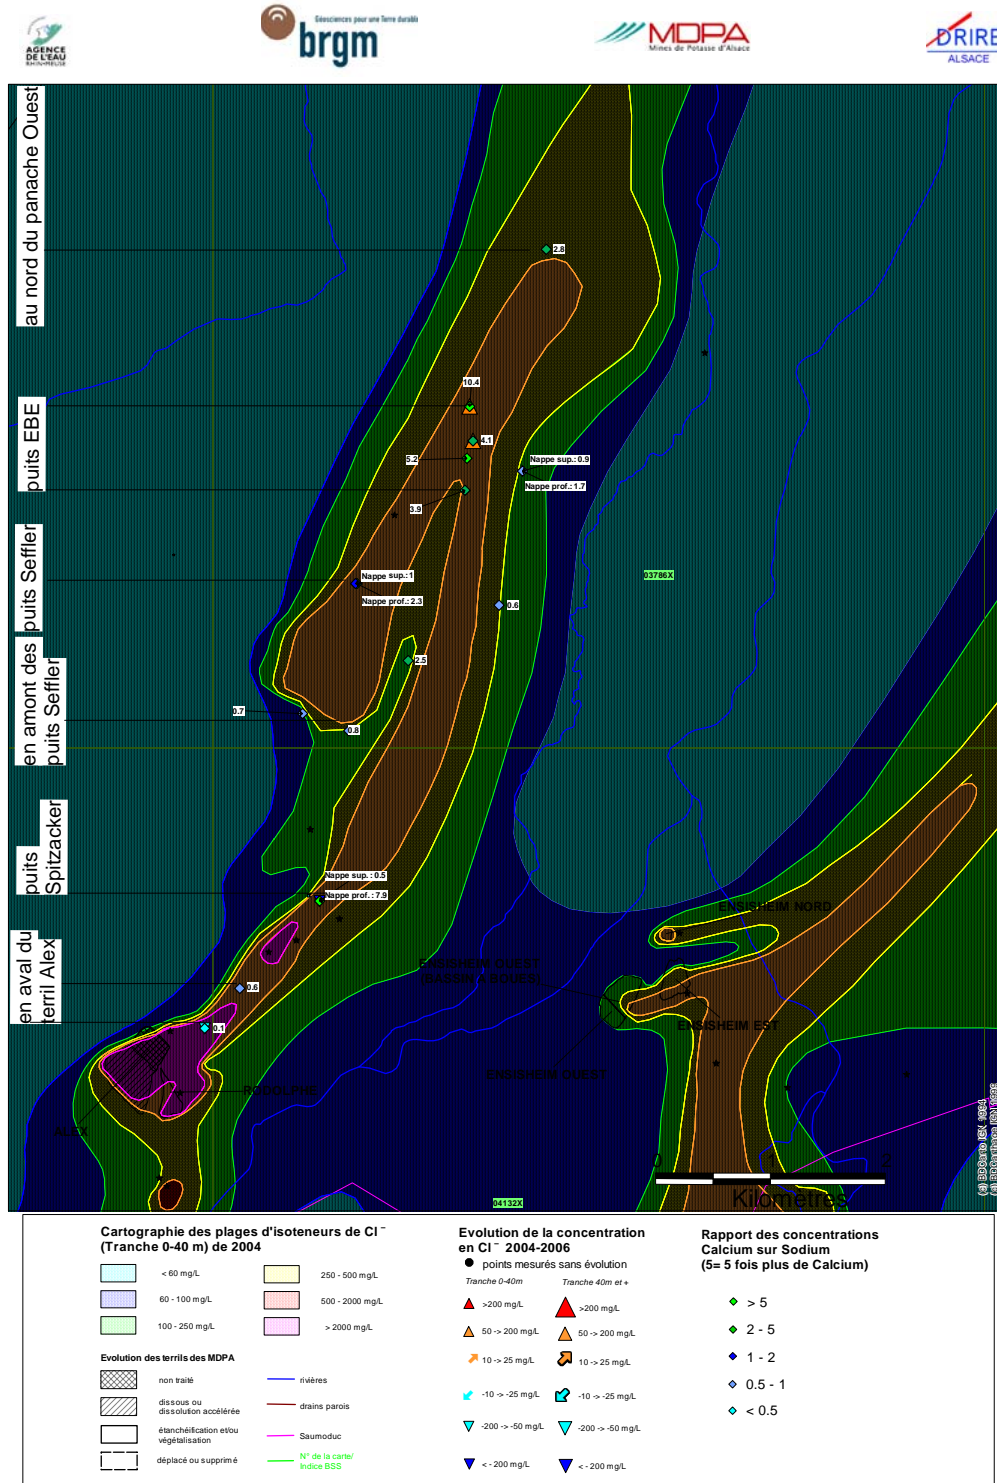 AGENCE
DE L'EAU
RHIN-MEUSE
Géosciences pour une Terre durable
brgm
MDPA
Mines de Potasse d'Alsace
DRIRE
ALSACE
au nord du panache Ouest
puits EBE
puits Seffler
en amont des
puits Seffler
puits
Spitzacker
en aval du
terril Alex
2.8
10.4
4.1
5.2
Nappe sup.: 0.9
Nappe prof.: 1.7
3.9
03786X
Nappe sup.: 1
Nappe prof.: 2.3
0.6
2.5
0.7
0.8
Nappe sup. : 0.5
Nappe prof. : 7.9
ENSISHEIM NORD
ENSISHEIM OUEST
(BASSIN A BOUES)
0.6
ENSISHEIM EST
0.1
ENSISHEIM OUEST
RODOLPHE
ALEX
0 1 2
Kilomètres
04132X
(c) BDCarto IGN 1994
Cartographie des plages d'isoteneurs de Cl⁻
(Tranche 0-40 m) de 2004
< 60 mg/L
60 - 100 mg/L
100 - 250 mg/L
250 - 500 mg/L
500 - 2000 mg/L
> 2000 mg/L
Evolution des terrils des MDPA
non traité
dissous ou
dissolution accélérée
étanchéification et/ou
végétalisation
déplacé ou supprimé
rivières
drains parois
Saumoduc
N° de la carte/
Indice BSS
Evolution de la concentration
en Cl⁻ 2004-2006
points mesurés sans évolution
Tranche 0-40m Tranche 40m et +
>200 mg/L >200 mg/L
50 -> 200 mg/L 50 -> 200 mg/L
10 -> 25 mg/L 10 -> 25 mg/L
-10 -> -25 mg/L -10 -> -25 mg/L
-200 -> -50 mg/L -200 -> -50 mg/L
< - 200 mg/L < - 200 mg/L
Rapport des concentrations
Calcium sur Sodium
(5= 5 fois plus de Calcium)
> 5
2 - 5
1 - 2
0.5 - 1
< 0.5